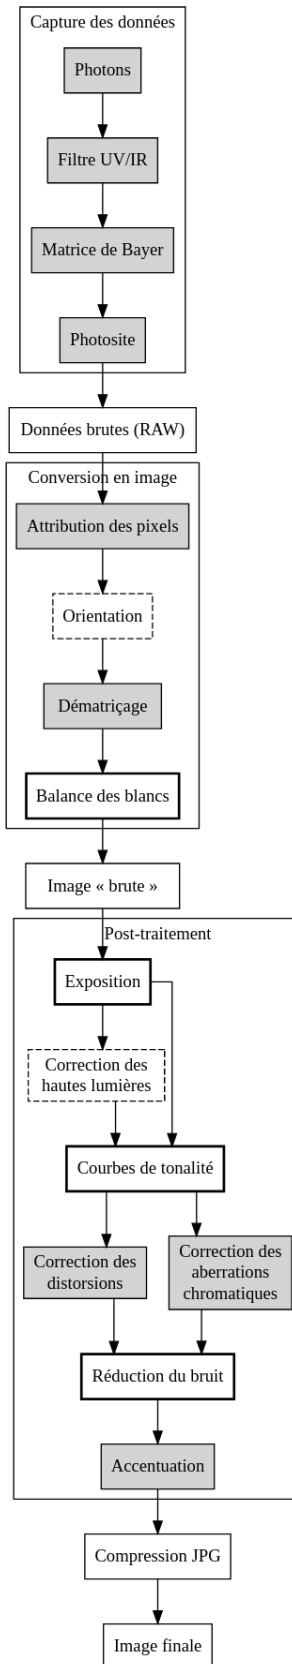 Capture des données
Photons
Filtre UV/IR
Matrice de Bayer
Photosite
Données brutes (RAW)
Conversion en image
Attribution des pixels
Orientation
Dématriçage
Balance des blancs
Image « brute »
Post-traitement
Exposition
Correction des
hautes lumières
Courbes de tonalité
Correction des
distorsions
Correction des
aberrations
chromatiques
Réduction du bruit
Accentuation
Compression JPG
Image finale